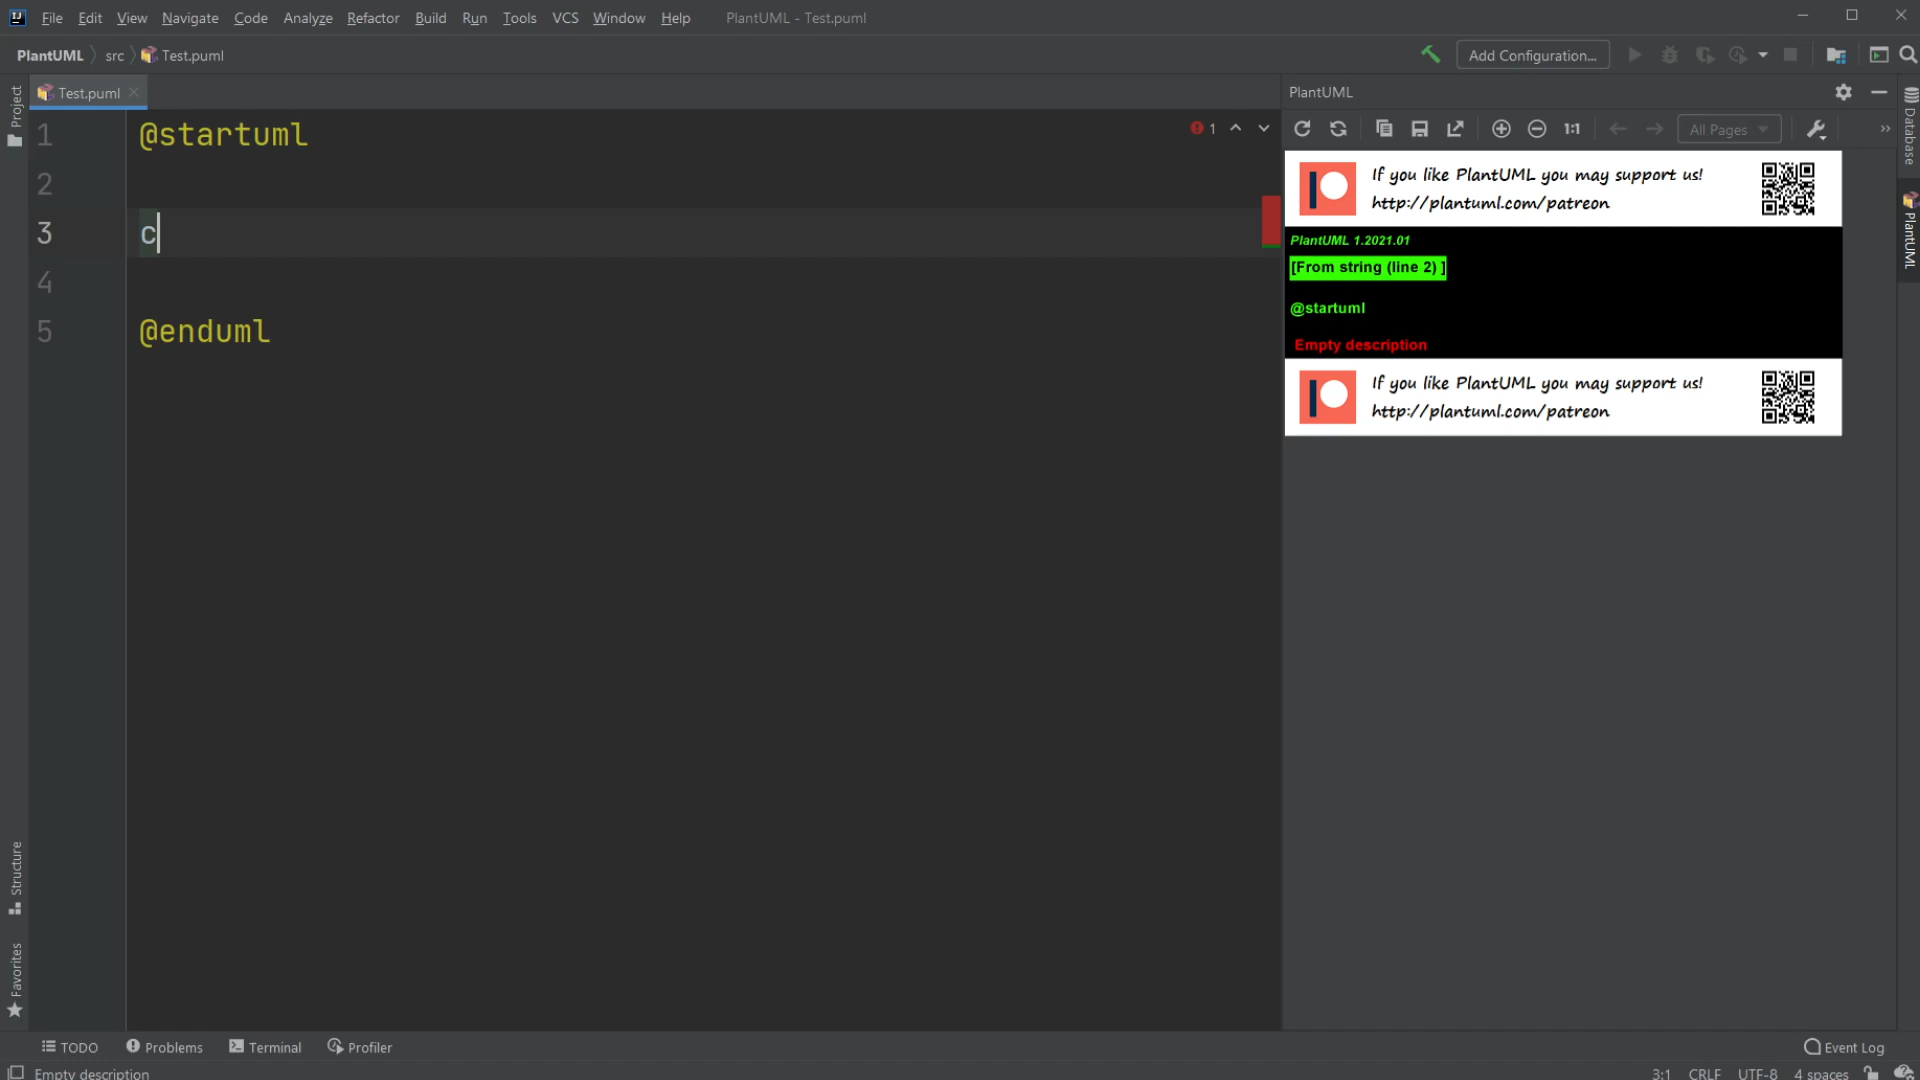 File Edit View Navigate Code Analyze Refactor Build Run Tools VCS Window Help PlantUML - Test.puml
PlantUML src Test.puml Add Configuration...
Project
Test.puml
PlantUML
1 @startuml
1
1:1
All Pages
Database
2
3 c
4
5 @enduml
If you like PlantUML you may support us!
http://plantuml.com/patreon
PlantUML 1.2021.01
[From string (line 2) ]
@startuml
Empty description
If you like PlantUML you may support us!
http://plantuml.com/patreon
PlantUML
Structure
Favorites
TODO Problems Terminal Profiler Event Log
Empty description 3:1 CRLF UTF-8 4 spaces